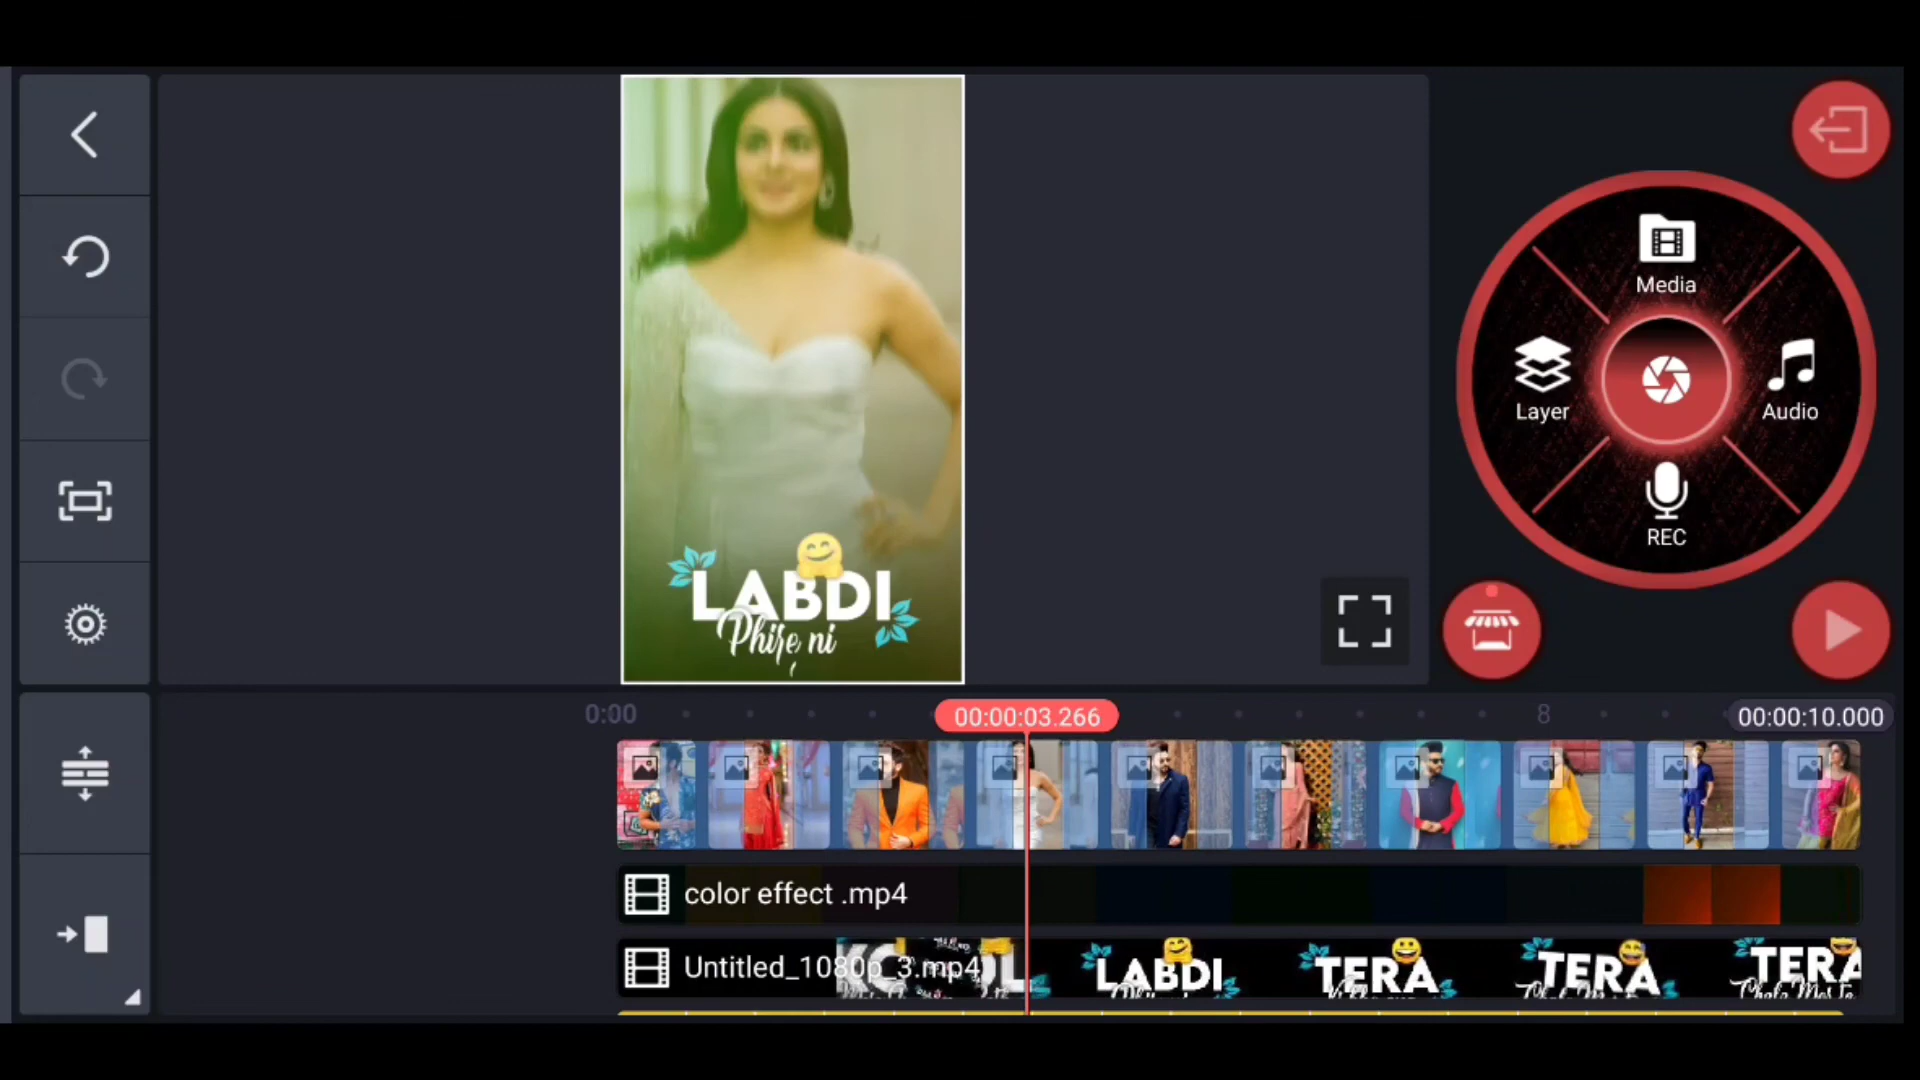 Media
Layer
Audio
REC
LABDI
Phire ni
0:00
00:00:03.266
8
00:00:10.000
color effect .mp4
Untitled_1080p_3.mp4
LABDI
TERA
TERA
TERA